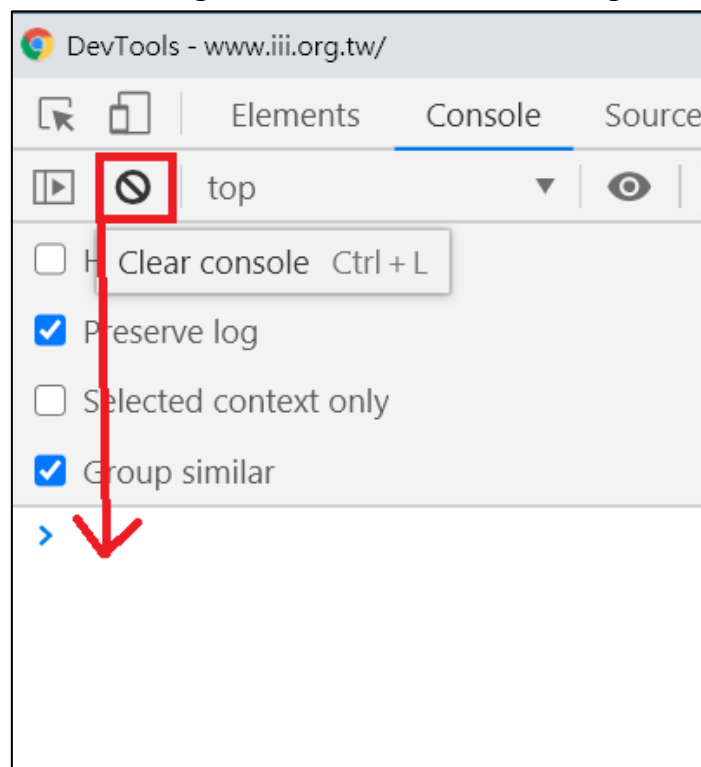 DevTools - www.iii.org.tw/
Elements Console Source
top
H
Clear console Ctrl + L
Preserve log
Selected context only
Group similar
>